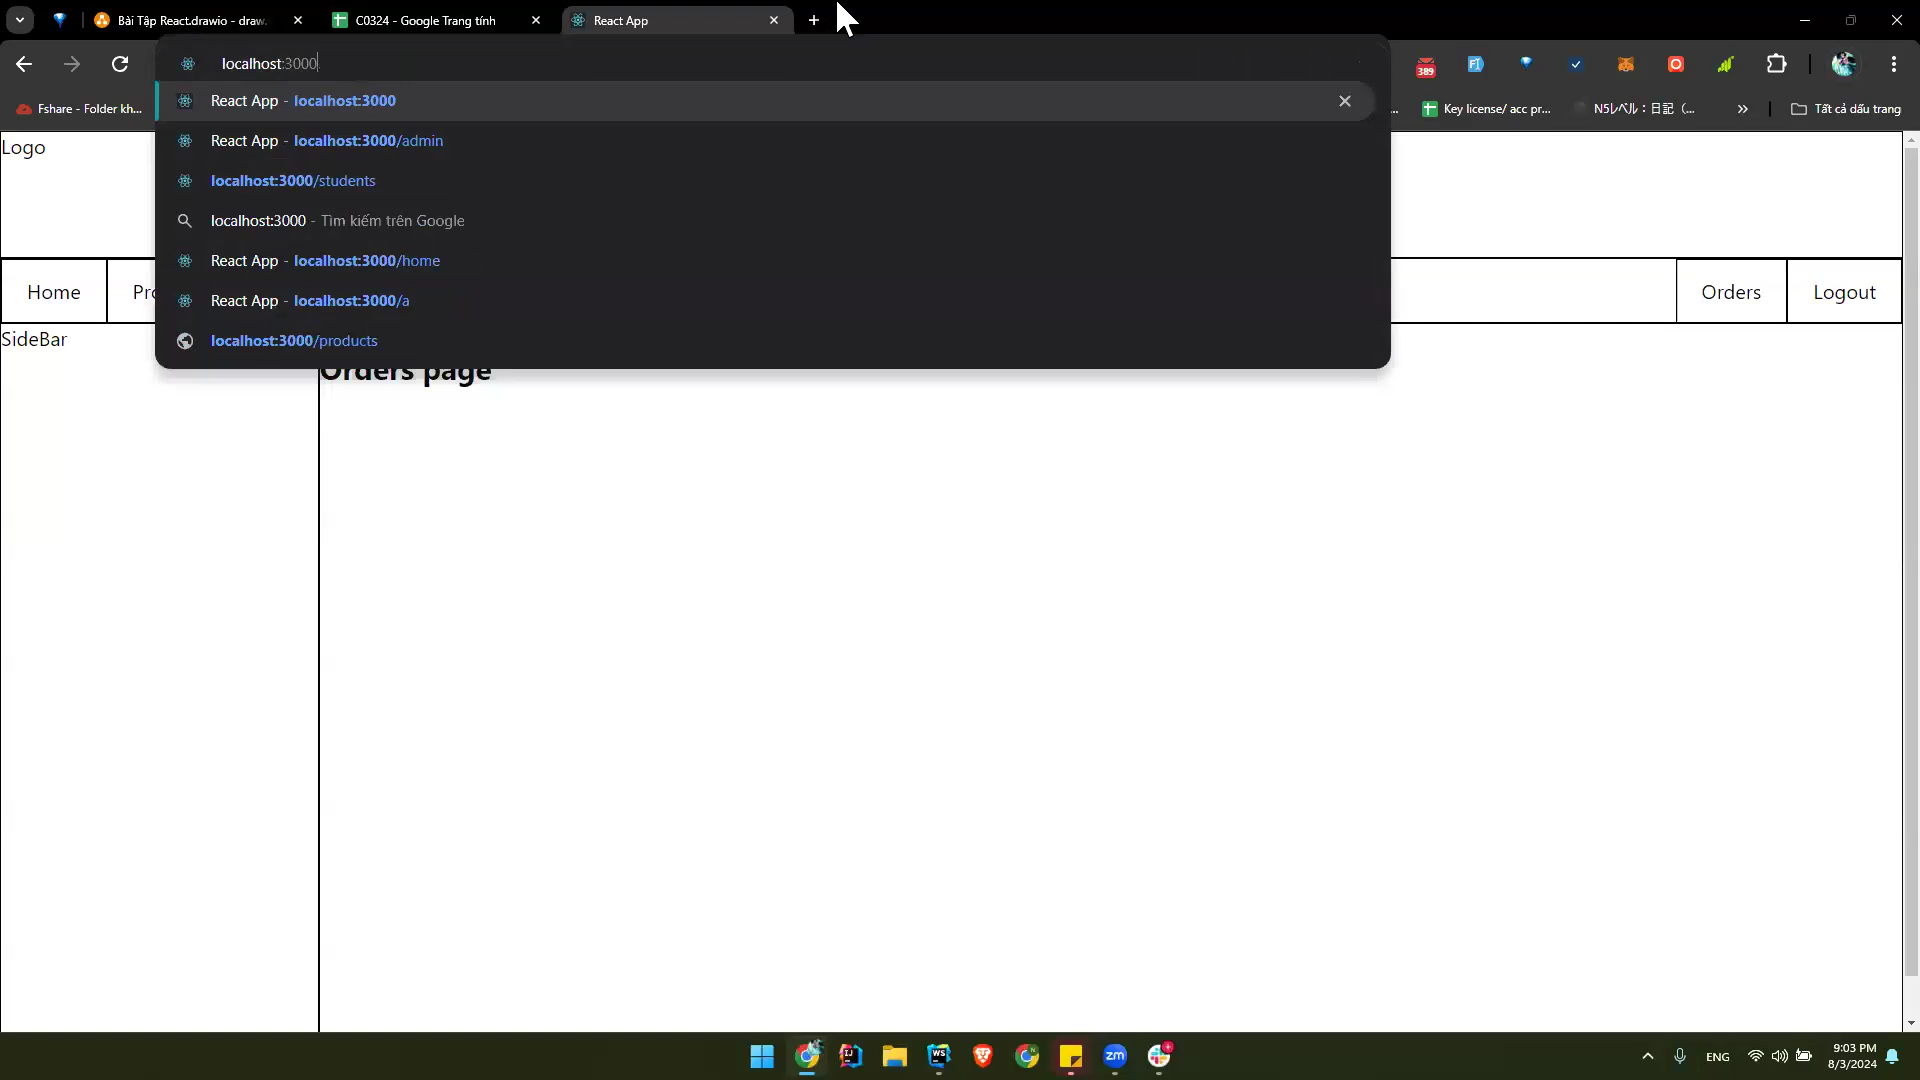 Bài Tập React.drawio - draw.
C0324 - Google Trang tính
React App
localhost:3000
389
Fshare - Folder kh...
React App - localhost:3000
Key license/ acc pr...
N5レベル：日記（...
Tất cả dấu trang
React App - localhost:3000/admin
localhost:3000/students
localhost:3000 - Tìm kiếm trên Google
React App - localhost:3000/home
React App - localhost:3000/a
localhost:3000/products
Logo
Home
Pro
Orders
Logout
SideBar
Orders page
ENG
9:03 PM
8/3/2024